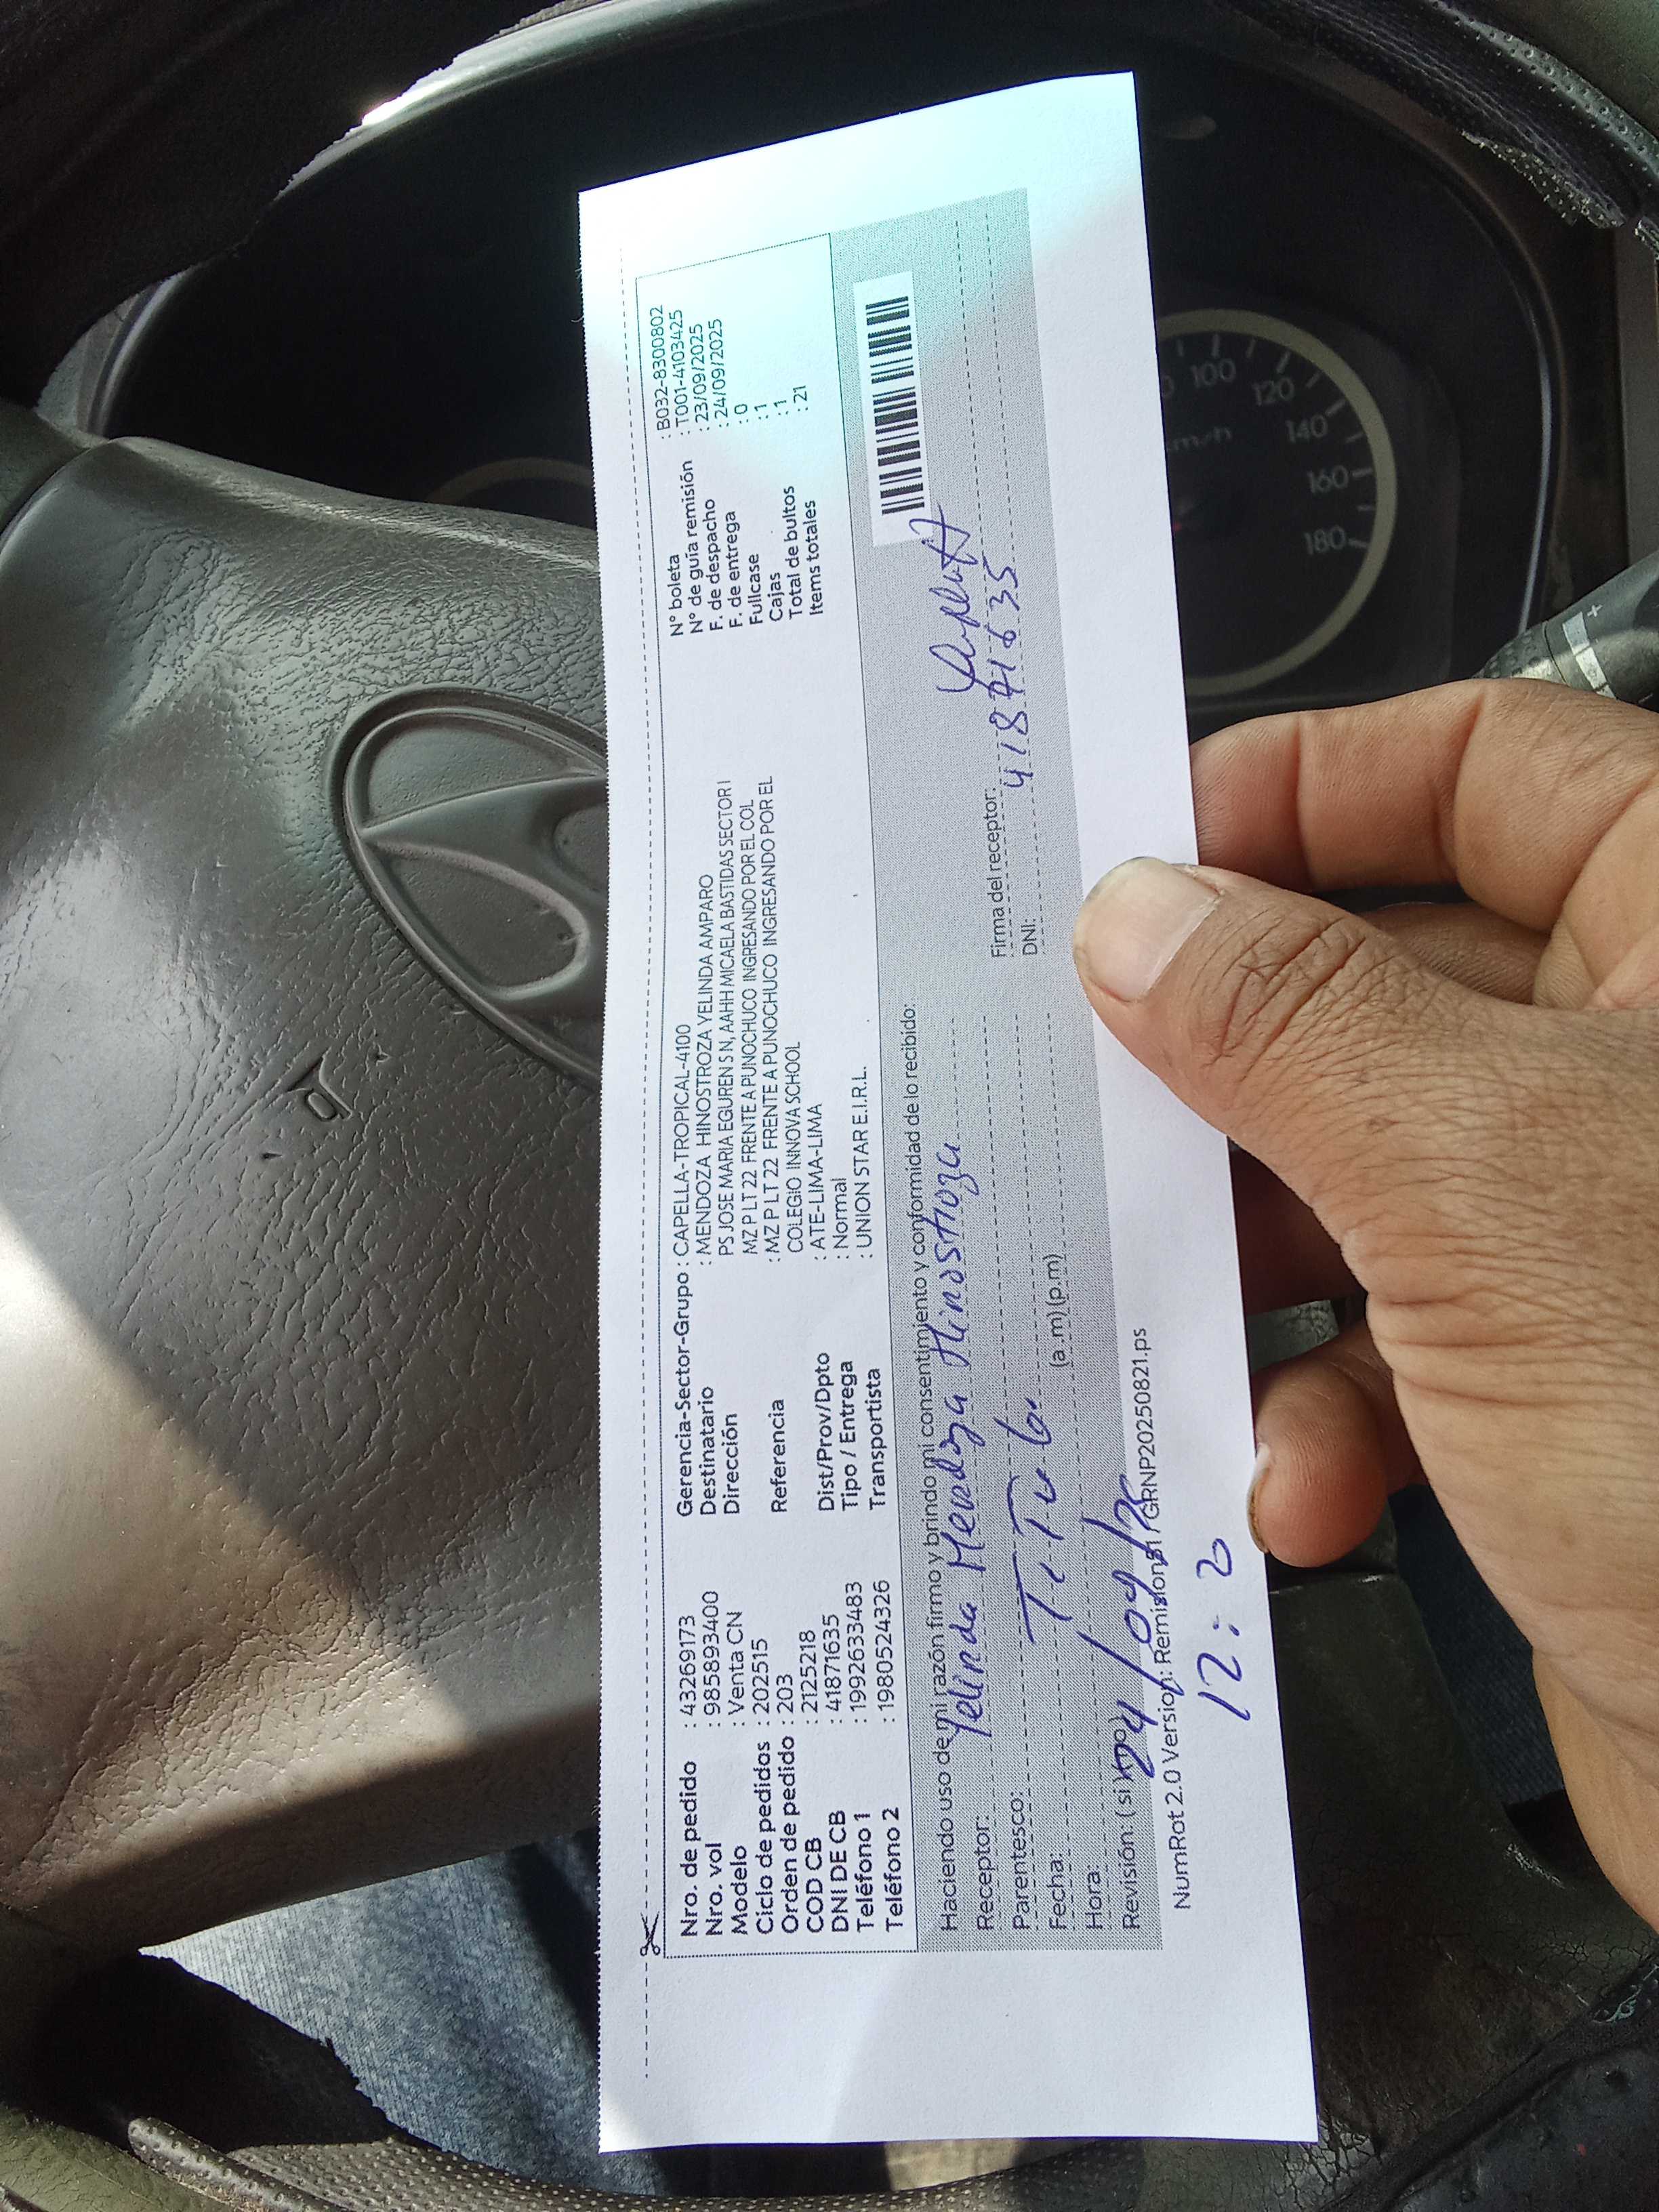 Nro. de pedido : 43269173
Nro. vol : 985893400
Modelo : Venta CN
Ciclo de pedidos : 202515
Orden de pedido : 203
COD CB : 2125218
DNI DE CB : 41871635
Teléfono 1 : 1992633483
Teléfono 2 : 1980524326
Gerencia-Sector-Grupo : CAPELLA-TROPICAL-4100
Destinatario : MENDOZA HINOSTROZA YELINDA AMPARO
Dirección PS JOSE MARIA EGUREN S N, AAHH MICAELA BASTIDAS SECTOR I
MZ P LT 22 FRENTE A PUNOCHUCO INGRESANDO POR EL COL
Referencia : MZ P LT 22 FRENTE A PUNOCHUCO INGRESANDO POR EL
COLEGIO INNOVA SCHOOL
Dist/Prov/Dpto : ATE-LIMA-LIMA
Tipo / Entrega : Normal
Transportista : UNION STAR E.I.R.L.
N° boleta : B032-8300802
N° de guía remisión : T001-4103425
F. de despacho : 23/09/2025
F. de entrega : 24/09/2025
Fullcase : 0
Cajas : 1
Total de bultos : 1
Items totales : 21
Haciendo uso de mi razón firmo y brindo mi consentimiento y conformidad de lo recibido:
Receptor: Yelinda Mendoza Hinostroza
Parentesco:
Fecha: 24/09/25
Hora: (a.m) (p.m)
Revisión: ( si ) (no)
Firma del receptor:
DNI: 41871635
NumRot 2.0 Version: GRNP20250821.ps
12:
100
120
140
160
180
km/h